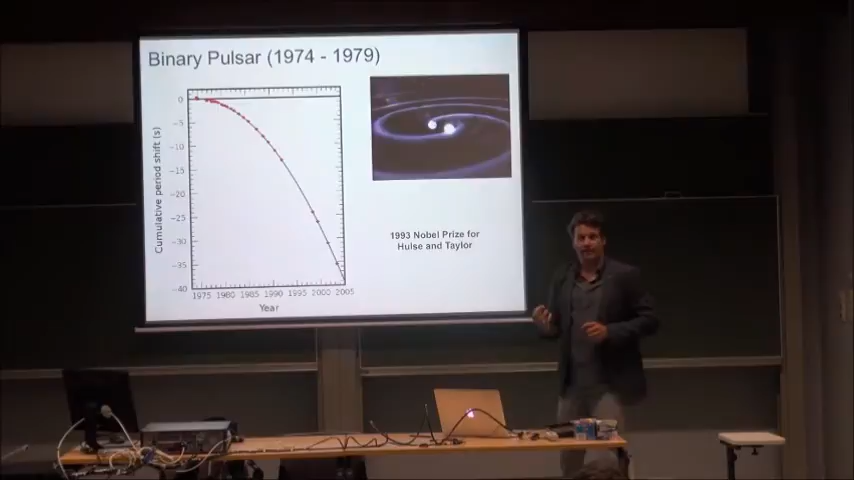 Binary Pulsar (1974 - 1979)
Cumulative period shift (s)
0
−5
−10
−15
−20
−25
−30
−35
−40
1975 1980 1985 1990 1995 2000 2005
Year
1993 Nobel Prize for
Hulse and Taylor